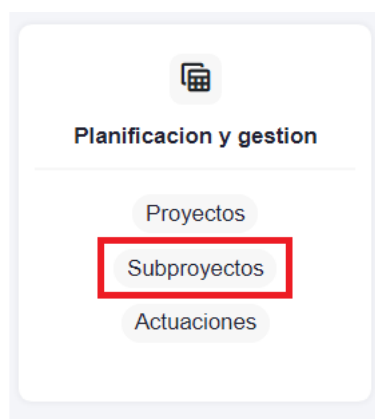 Planificacion y gestion
Proyectos
Subproyectos
Actuaciones